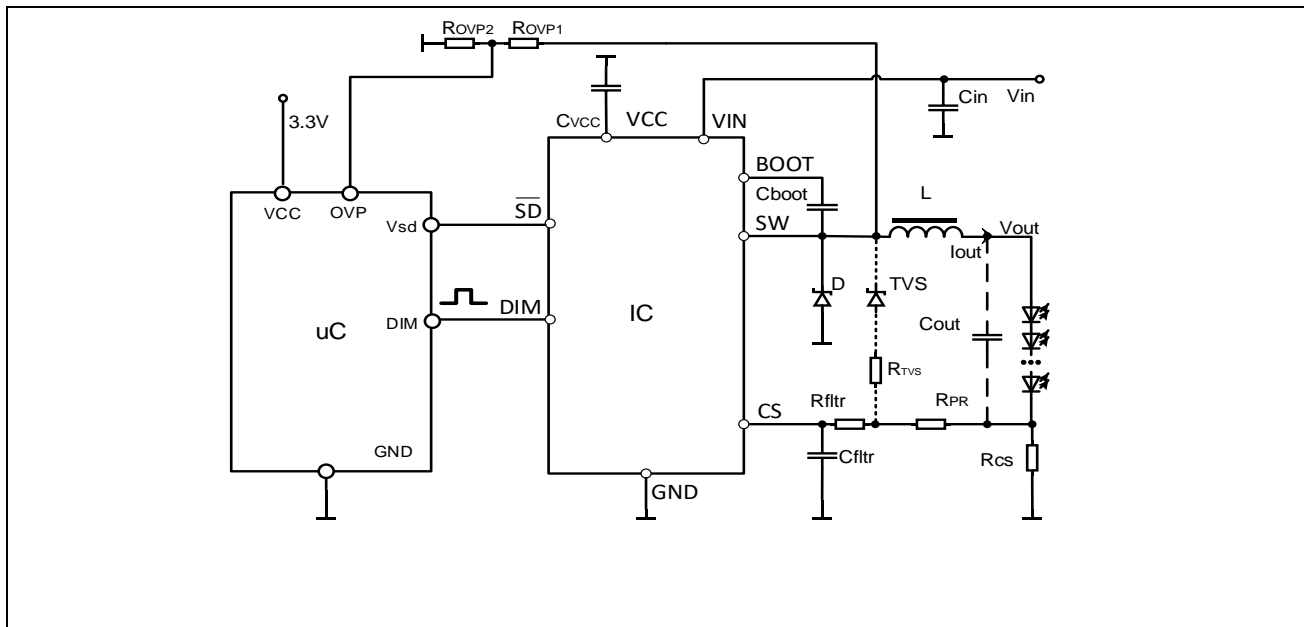 ROVP2 ROVP1
Cin Vin
3.3V
CVCC VCC VIN
BOOT
Cboot
L
VCC OVP
Vsd
SD
SW
Vout
Iout
D TVS
DIM
DIM
uC
IC
Cout
RTVS
Rfltr RPR
CS
GND
Cfltr
Rcs
GND